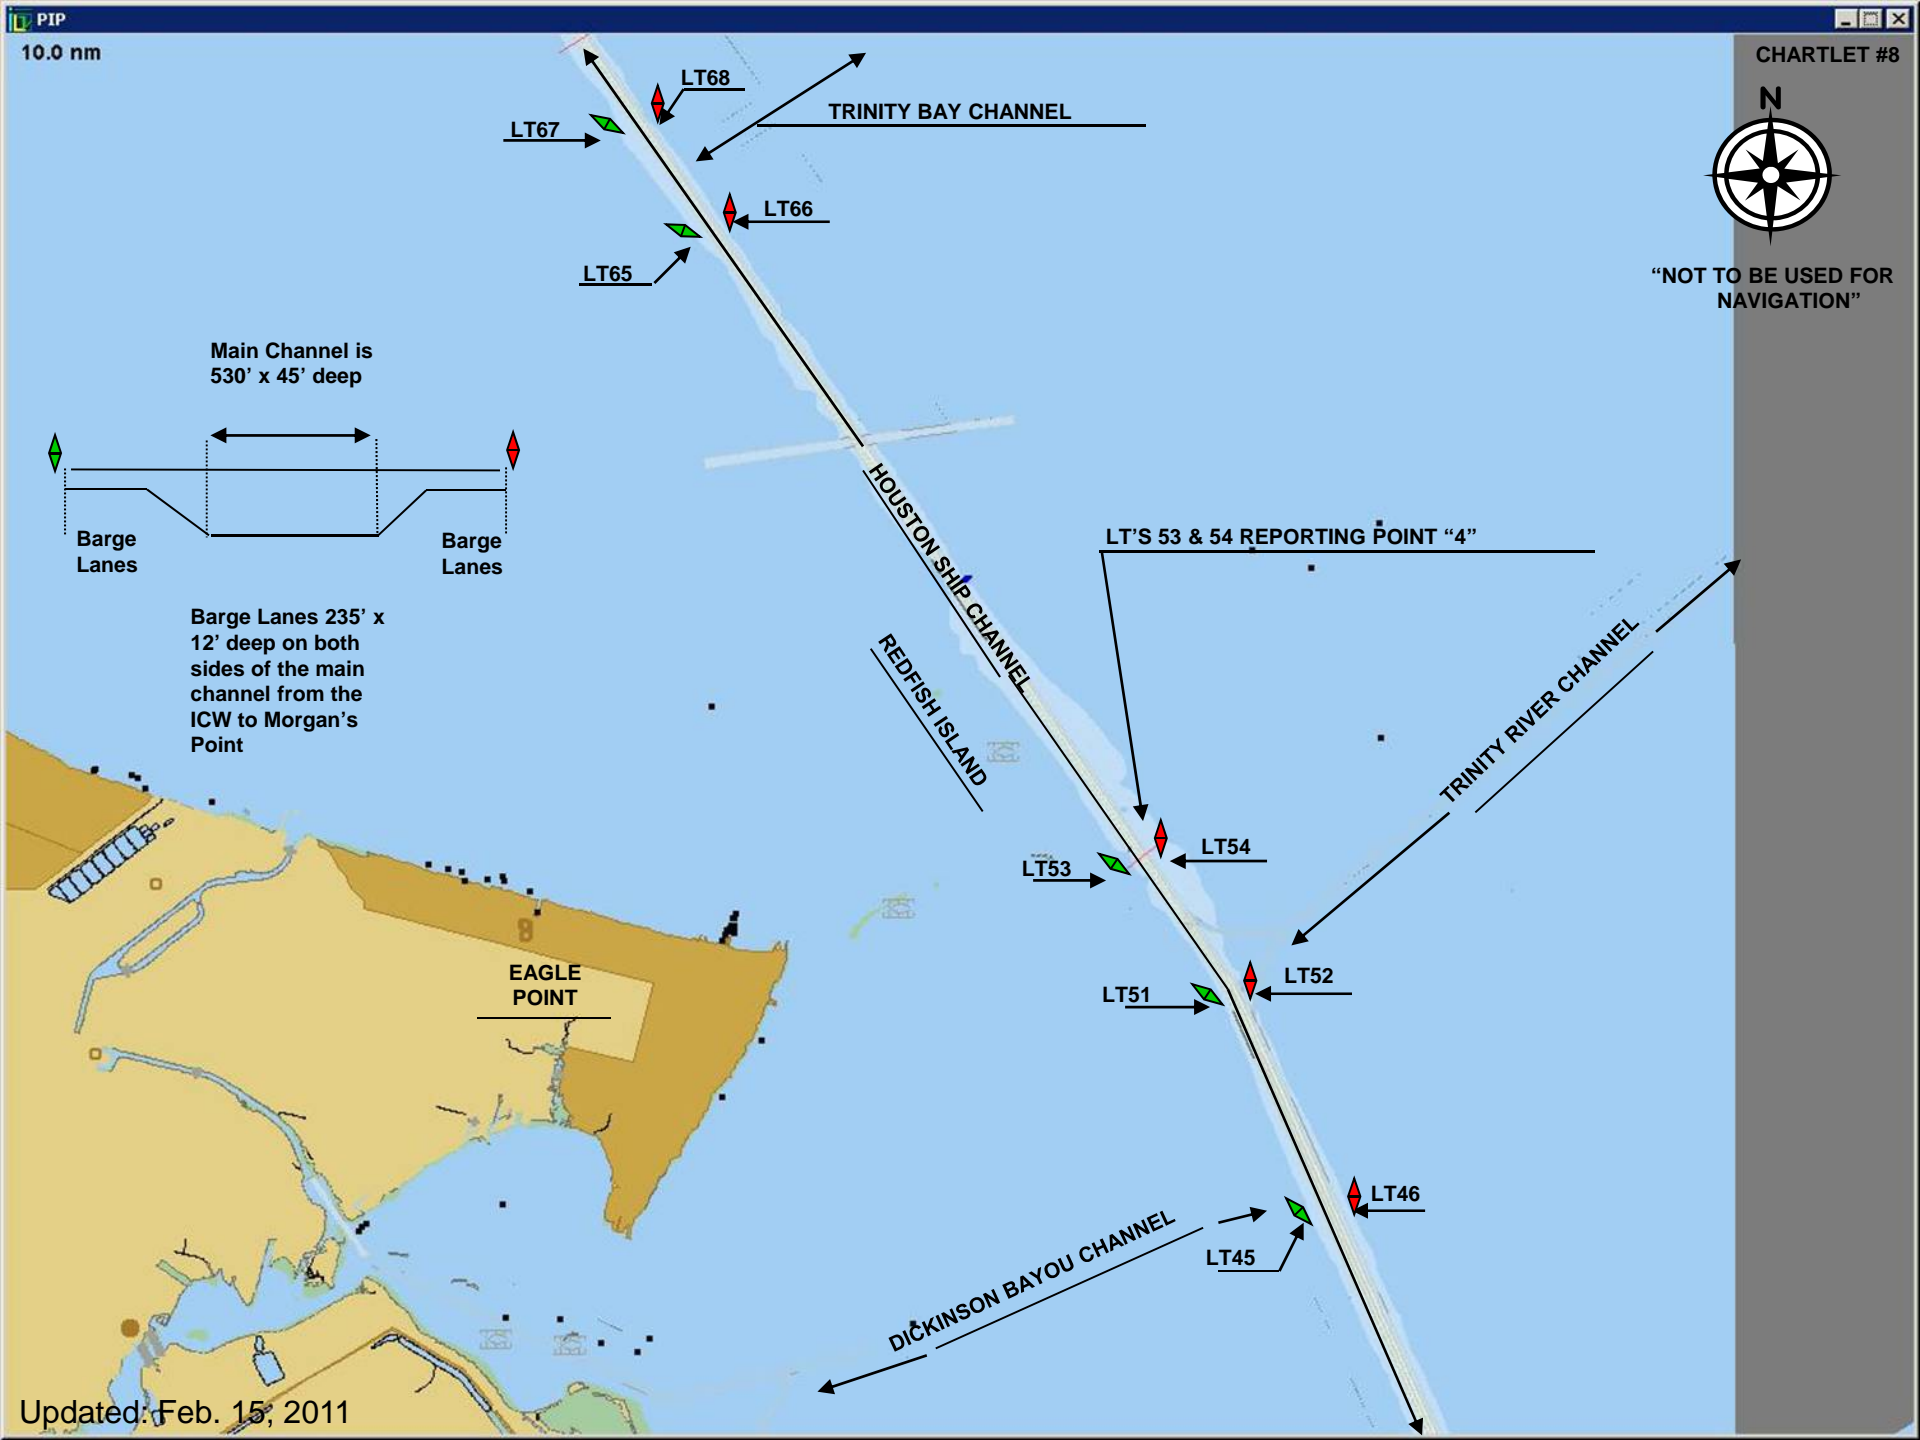 PIP
10.0 nm
CHARTLET #8
N
“NOT TO BE USED FOR
NAVIGATION”
LT68
TRINITY BAY CHANNEL
LT67
LT66
LT65
Main Channel is
530’ x 45’ deep
Barge
Lanes
Barge
Lanes
Barge Lanes 235’ x
12’ deep on both
sides of the main
channel from the
ICW to Morgan’s
Point
HOUSTON SHIP CHANNEL
REDFISH ISLAND
LT’S 53 & 54 REPORTING POINT “4”
TRINITY RIVER CHANNEL
LT54
LT53
LT52
LT51
EAGLE
POINT
LT46
LT45
DICKINSON BAYOU CHANNEL
Updated: Feb. 15, 2011